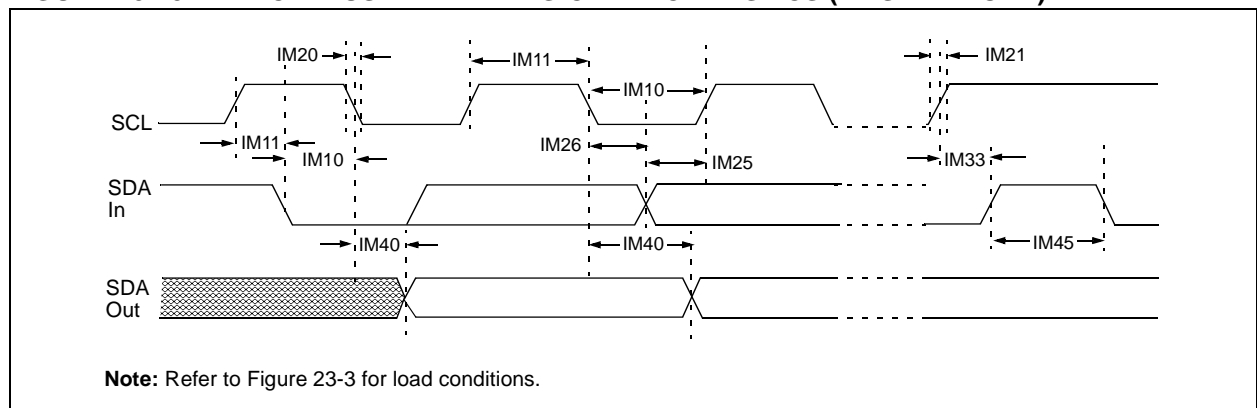 IM20
IM11
IM10
IM21
SCL
IM11
IM10
IM26
IM25
IM33
SDA
In
IM40
IM40
IM45
SDA
Out
Note: Refer to Figure 23-3 for load conditions.